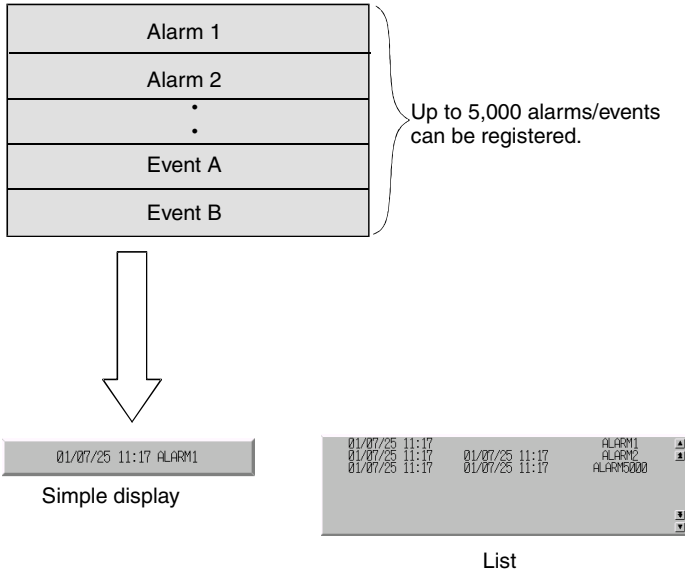 Alarm 1
Alarm 2
Up to 5,000 alarms/events
can be registered.
Event A
Event B
01/07/25 11:17 ALARM1
Simple display
01/07/25 11:17 ALARM1
01/07/25 11:17 01/07/25 11:17 ALARM2
01/07/25 11:17 01/07/25 11:17 ALARM5000
List